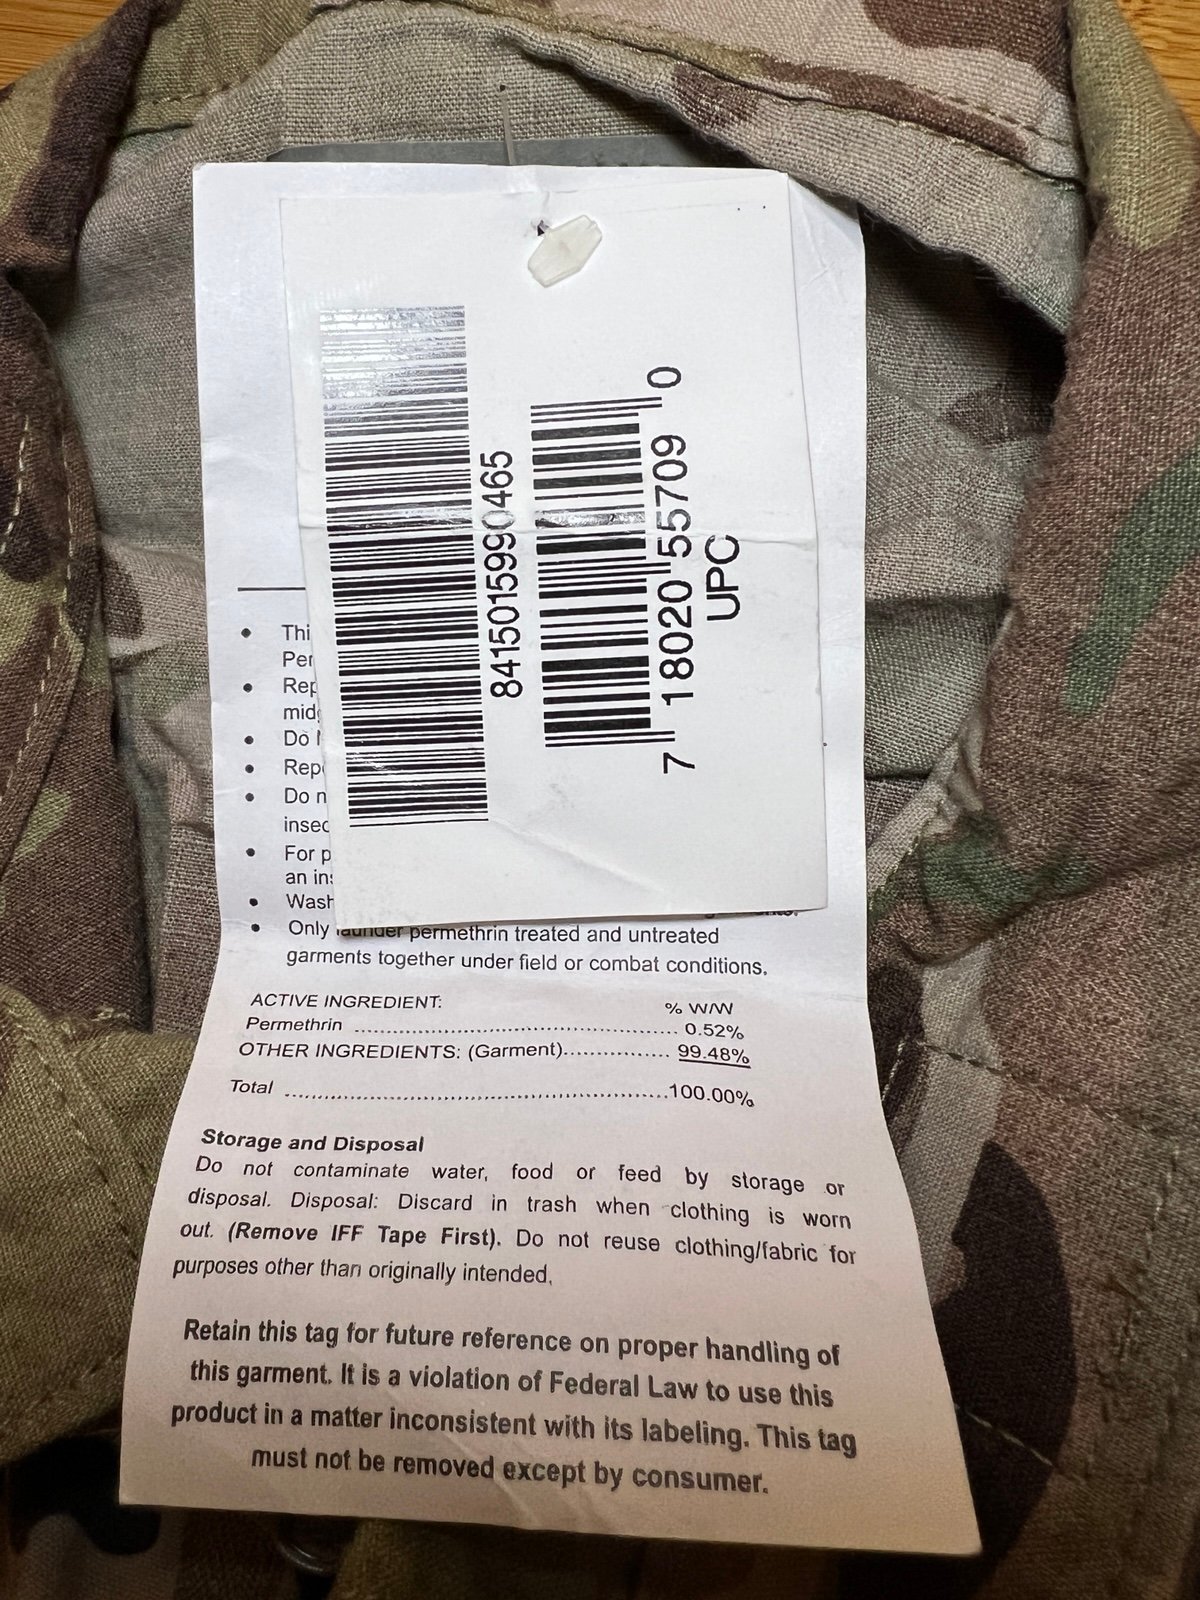 8415015990465
7 18020 55709 0
UPC
Thi
Per
Rep
mid
Do
Rep
Do n
insec
For p
an in
Wash
Only launder permethrin treated and untreated
garments together under field or combat conditions.
ACTIVE INGREDIENT: % W/W
Permethrin ........ 0.52%
OTHER INGREDIENTS: (Garment)........ 99.48%
Total ........ 100.00%
Storage and Disposal
Do not contaminate water, food or feed by storage or
disposal. Disposal: Discard in trash when clothing is worn
out. (Remove IFF Tape First). Do not reuse clothing/fabric for
purposes other than originally intended.
Retain this tag for future reference on proper handling of
this garment. It is a violation of Federal Law to use this
product in a matter inconsistent with its labeling. This tag
must not be removed except by consumer.